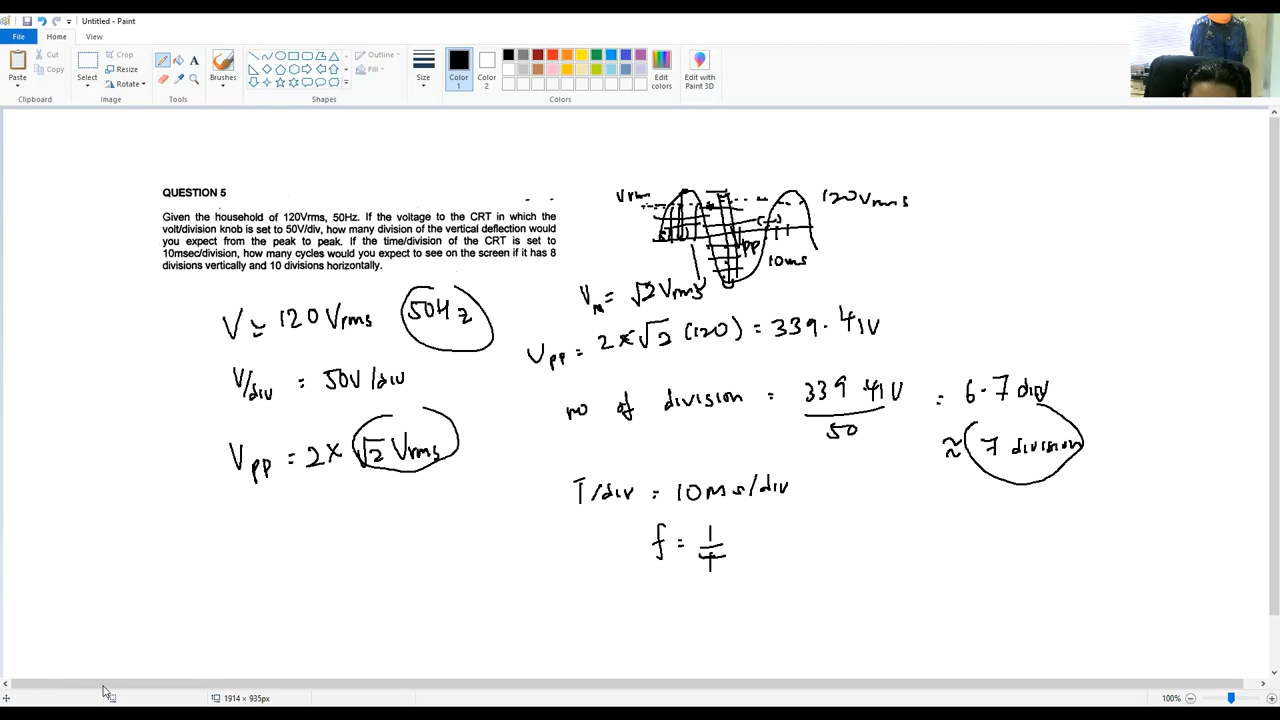 Untitled - Paint
File Home View
Paste
Cut
Copy
Clipboard
Select
Crop
Resize
Rotate
Image
Tools
Brushes
Shapes
Outline
Fill
Size
Color 1
Color 2
Edit colors
Colors
Edit with Paint 3D
QUESTION 5
Given the household of 120Vrms, 50Hz. If the voltage to the CRT in which the
volt/division knob is set to 50V/div, how many division of the vertical deflection would
you expect from the peak to peak. If the time/division of the CRT is set to
10msec/division, how many cycles would you expect to see on the screen if it has 8
divisions vertically and 10 divisions horizontally.
Vrms
120Vrms
PP
10ms
V ≃ 120Vrms 50Hz
V/div = 50V/div
Vpp = 2x √2 Vrms
Vm = √2 Vrms
Vpp = 2x√2 (120) = 339.41V
no of division = 339.41V / 50 = 6.7 div
≈ 7 division
T/div = 10ms/div
f = 1/T
1914 × 935px
100%